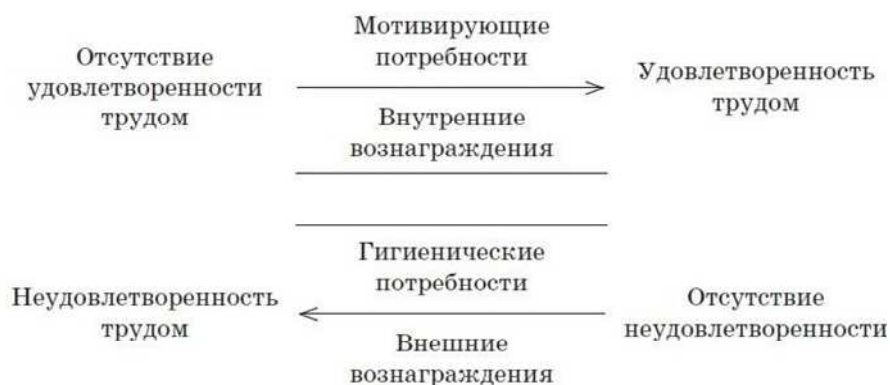 Отсутствие
удовлетворенности
трудом
Мотивирующие
потребности
Внутренние
вознаграждения
Удовлетворенность
трудом
Неудовлетворенность
трудом
Гигиенические
потребности
Внешние
вознаграждения
Отсутствие
неудовлетворенности